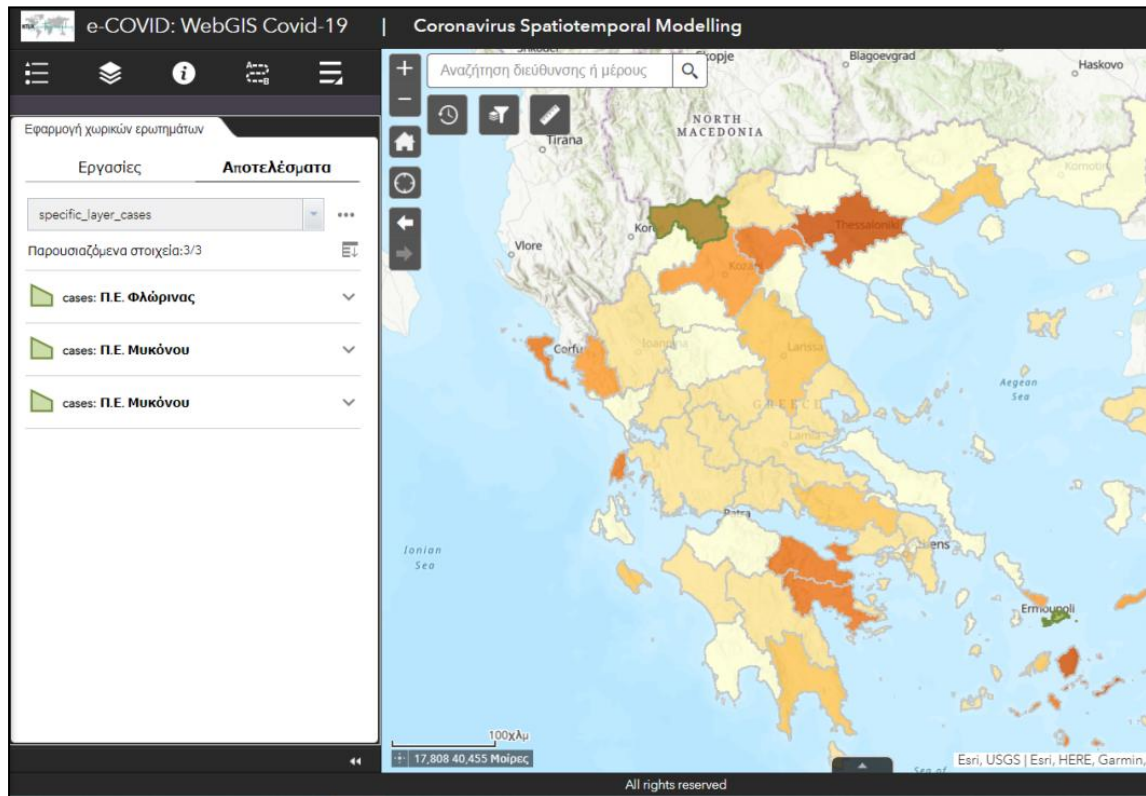 e-COVID: WebGIS Covid-19 | Coronavirus Spatiotemporal Modelling
Εφαρμογή χωρικών ερωτημάτων
Εργασίες Αποτελέσματα
specific_layer_cases
Παρουσιαζόμενα στοιχεία:3/3
cases: Π.Ε. Φλώρινας
cases: Π.Ε. Μυκόνου
cases: Π.Ε. Μυκόνου
Αναζήτηση διεύθυνσης ή μέρους
Blagoevgrad
Haskovo
NORTH
MACEDONIA
Tirana
Komotini
Thessaloniki
Vlore
Kozani
Corfu
Ioannina
Larissa
Aegean
Sea
GREECE
Lamia
Patra
Ionian
Sea
Ermoupoli
100χλμ
17,808 40,455 Μοίρες
Esri, USGS | Esri, HERE, Garmin,
All rights reserved